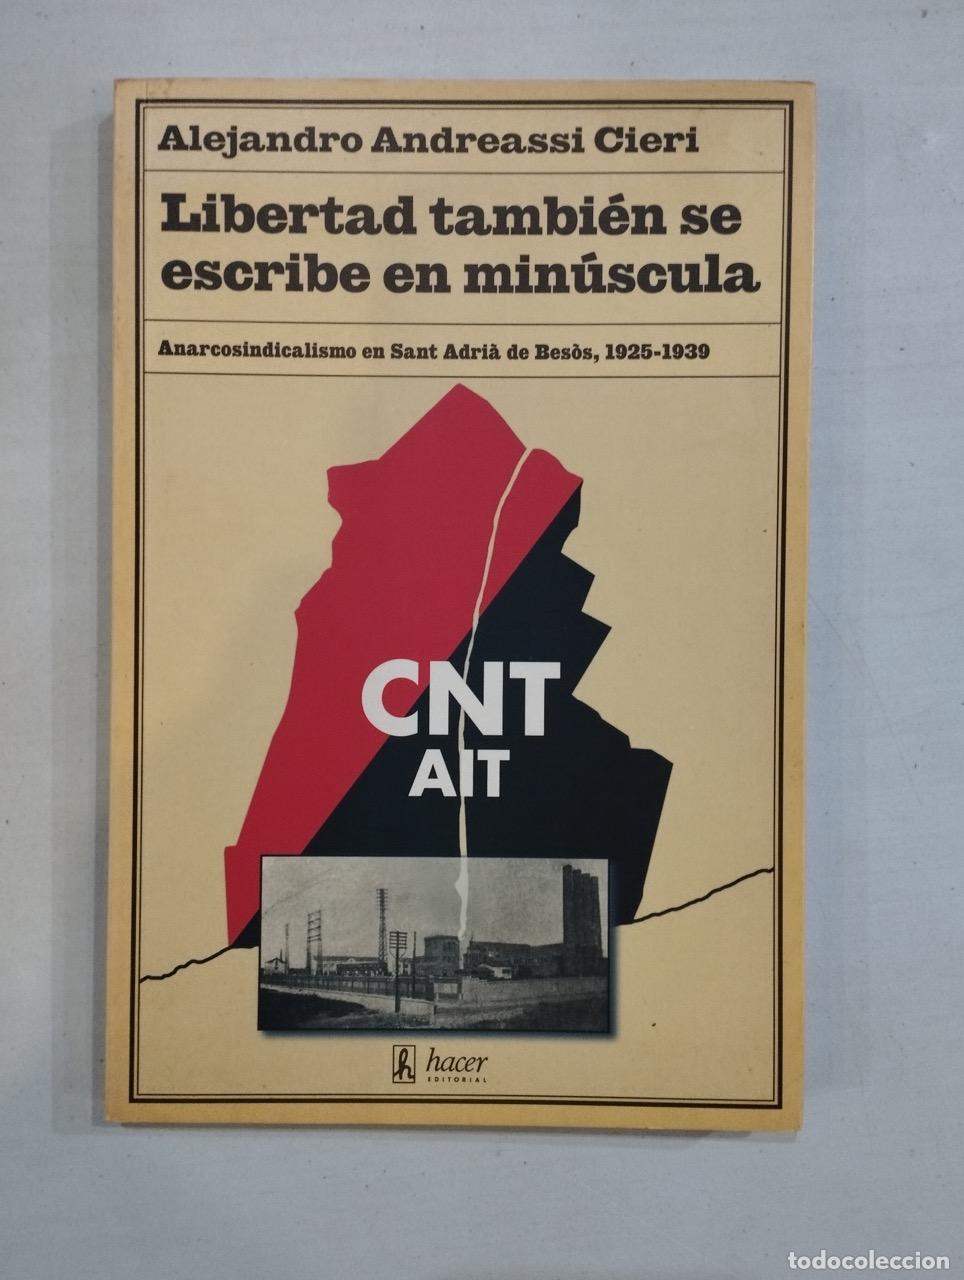 Alejandro Andreassi Cieri
Libertad también se
escribe en minúscula
Anarcosindicalismo en Sant Adrià de Besòs, 1925-1939
CNT
AIT
h hacer
EDITORIAL
todocoleccion